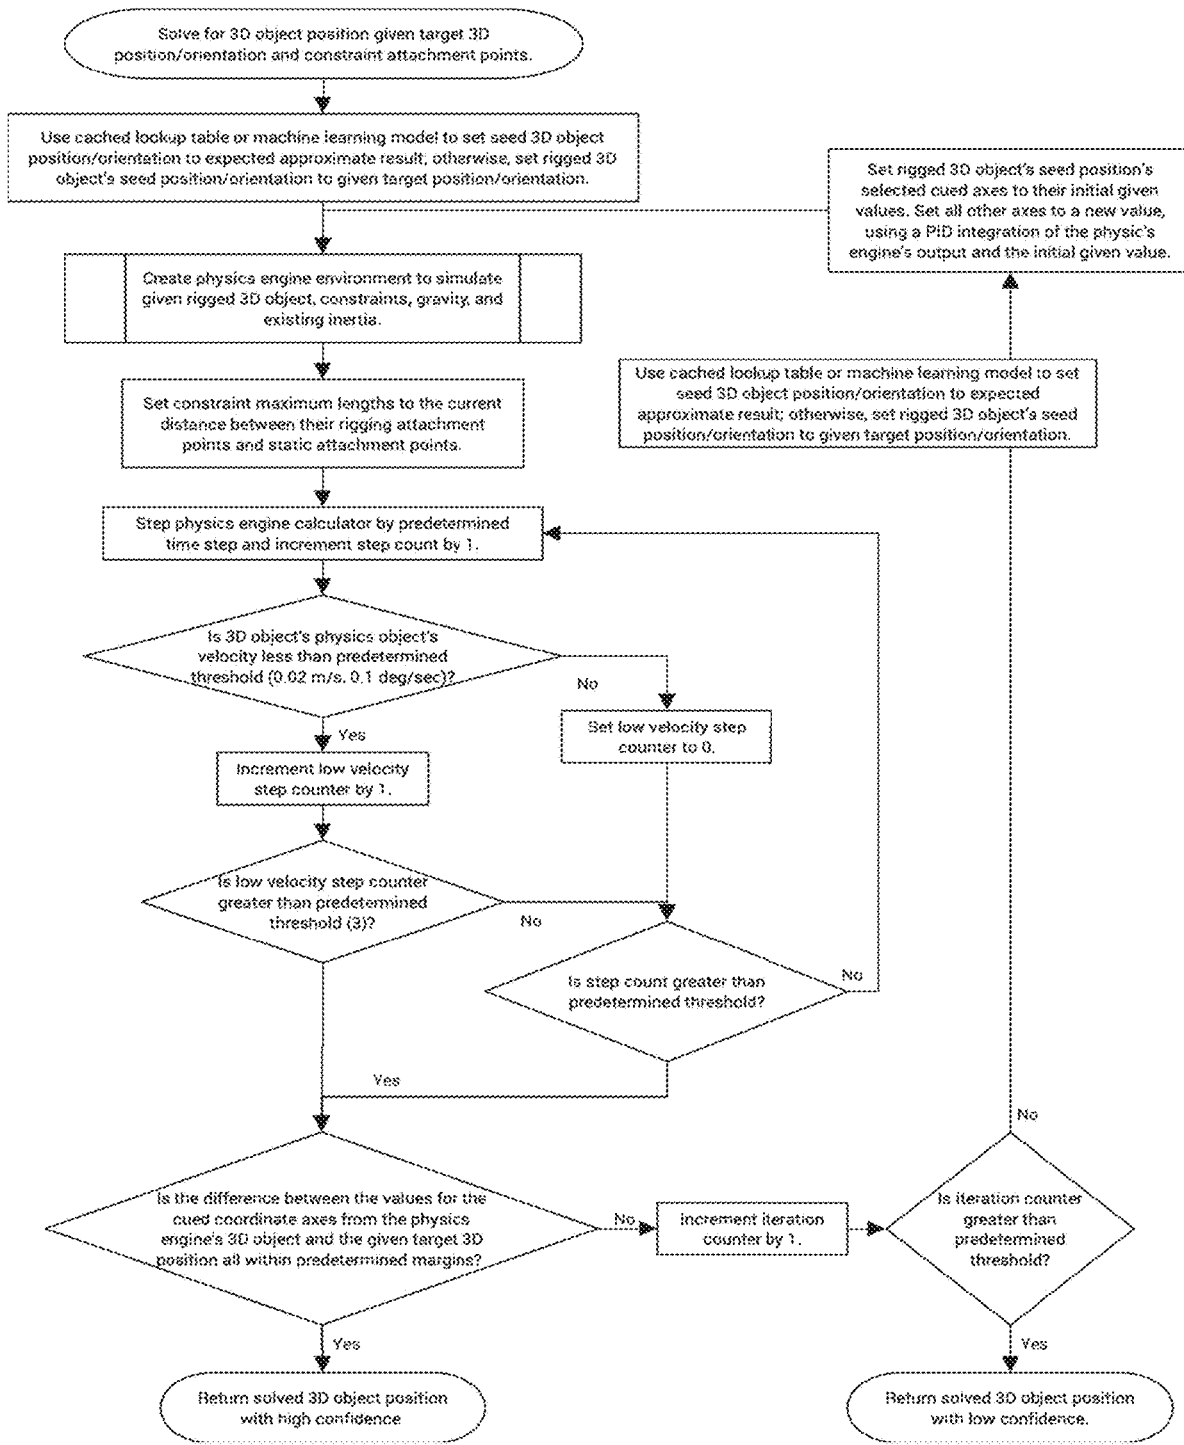 Solve for 3D object position given target 3D
position/orientation and constraint attachment points.
Use cached lookup table or machine learning model to set seed 3D object
position/orientation to expected approximate result; otherwise, set rigged 3D
object's seed position/orientation to given target position/orientation.
Set rigged 3D object's seed position's
selected cued axes to their initial given
values. Set all other axes to a new value,
using a PID integration of the physic's
engine's output and the initial given value.
Create physics engine environment to simulate
given rigged 3D object, constraints, gravity, and
existing inertia.
Use cached lookup table or machine learning model to set
seed 3D object position/orientation to expected
approximate result; otherwise, set rigged 3D object's seed
position/orientation to given target position/orientation.
Set constraint maximum lengths to the current
distance between their rigging attachment
points and static attachment points.
Step physics engine calculator by predetermined
time step and increment step count by 1.
Is 3D object's physics object's
velocity less than predetermined
threshold (0.02 m/s. 0.1 deg/sec)?
No
Yes
Set low velocity step
counter to 0.
Increment low velocity
step counter by 1.
Is low velocity step counter
greater than predetermined
threshold (3)?
No
Is step count greater than
predetermined threshold?
No
Yes
No
Is the difference between the values for the
cued coordinate axes from the physics
engine's 3D object and the given target 3D
position all within predetermined margins?
No
Increment iteration
counter by 1.
Is iteration counter
greater than
predetermined
threshold?
Yes
Yes
Return solved 3D object position
with high confidence
Return solved 3D object position
with low confidence.